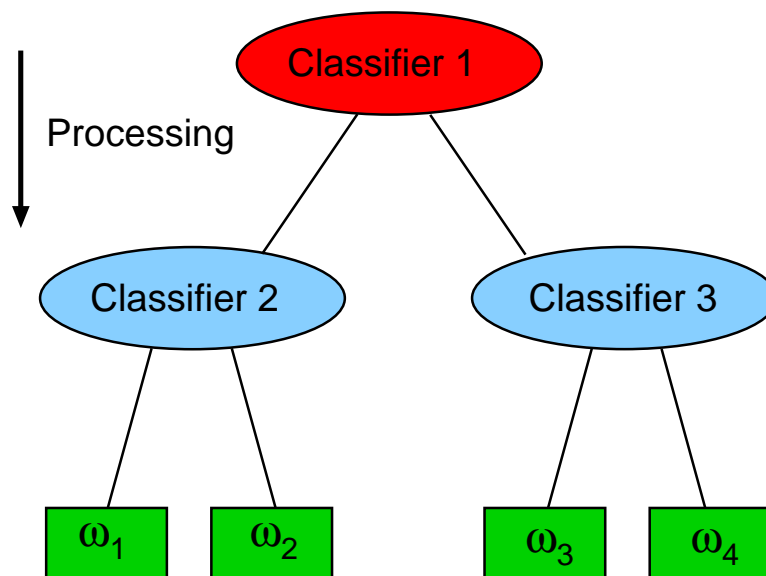 Classifier 1
Processing
Classifier 2
Classifier 3
ω1
ω2
ω3
ω4